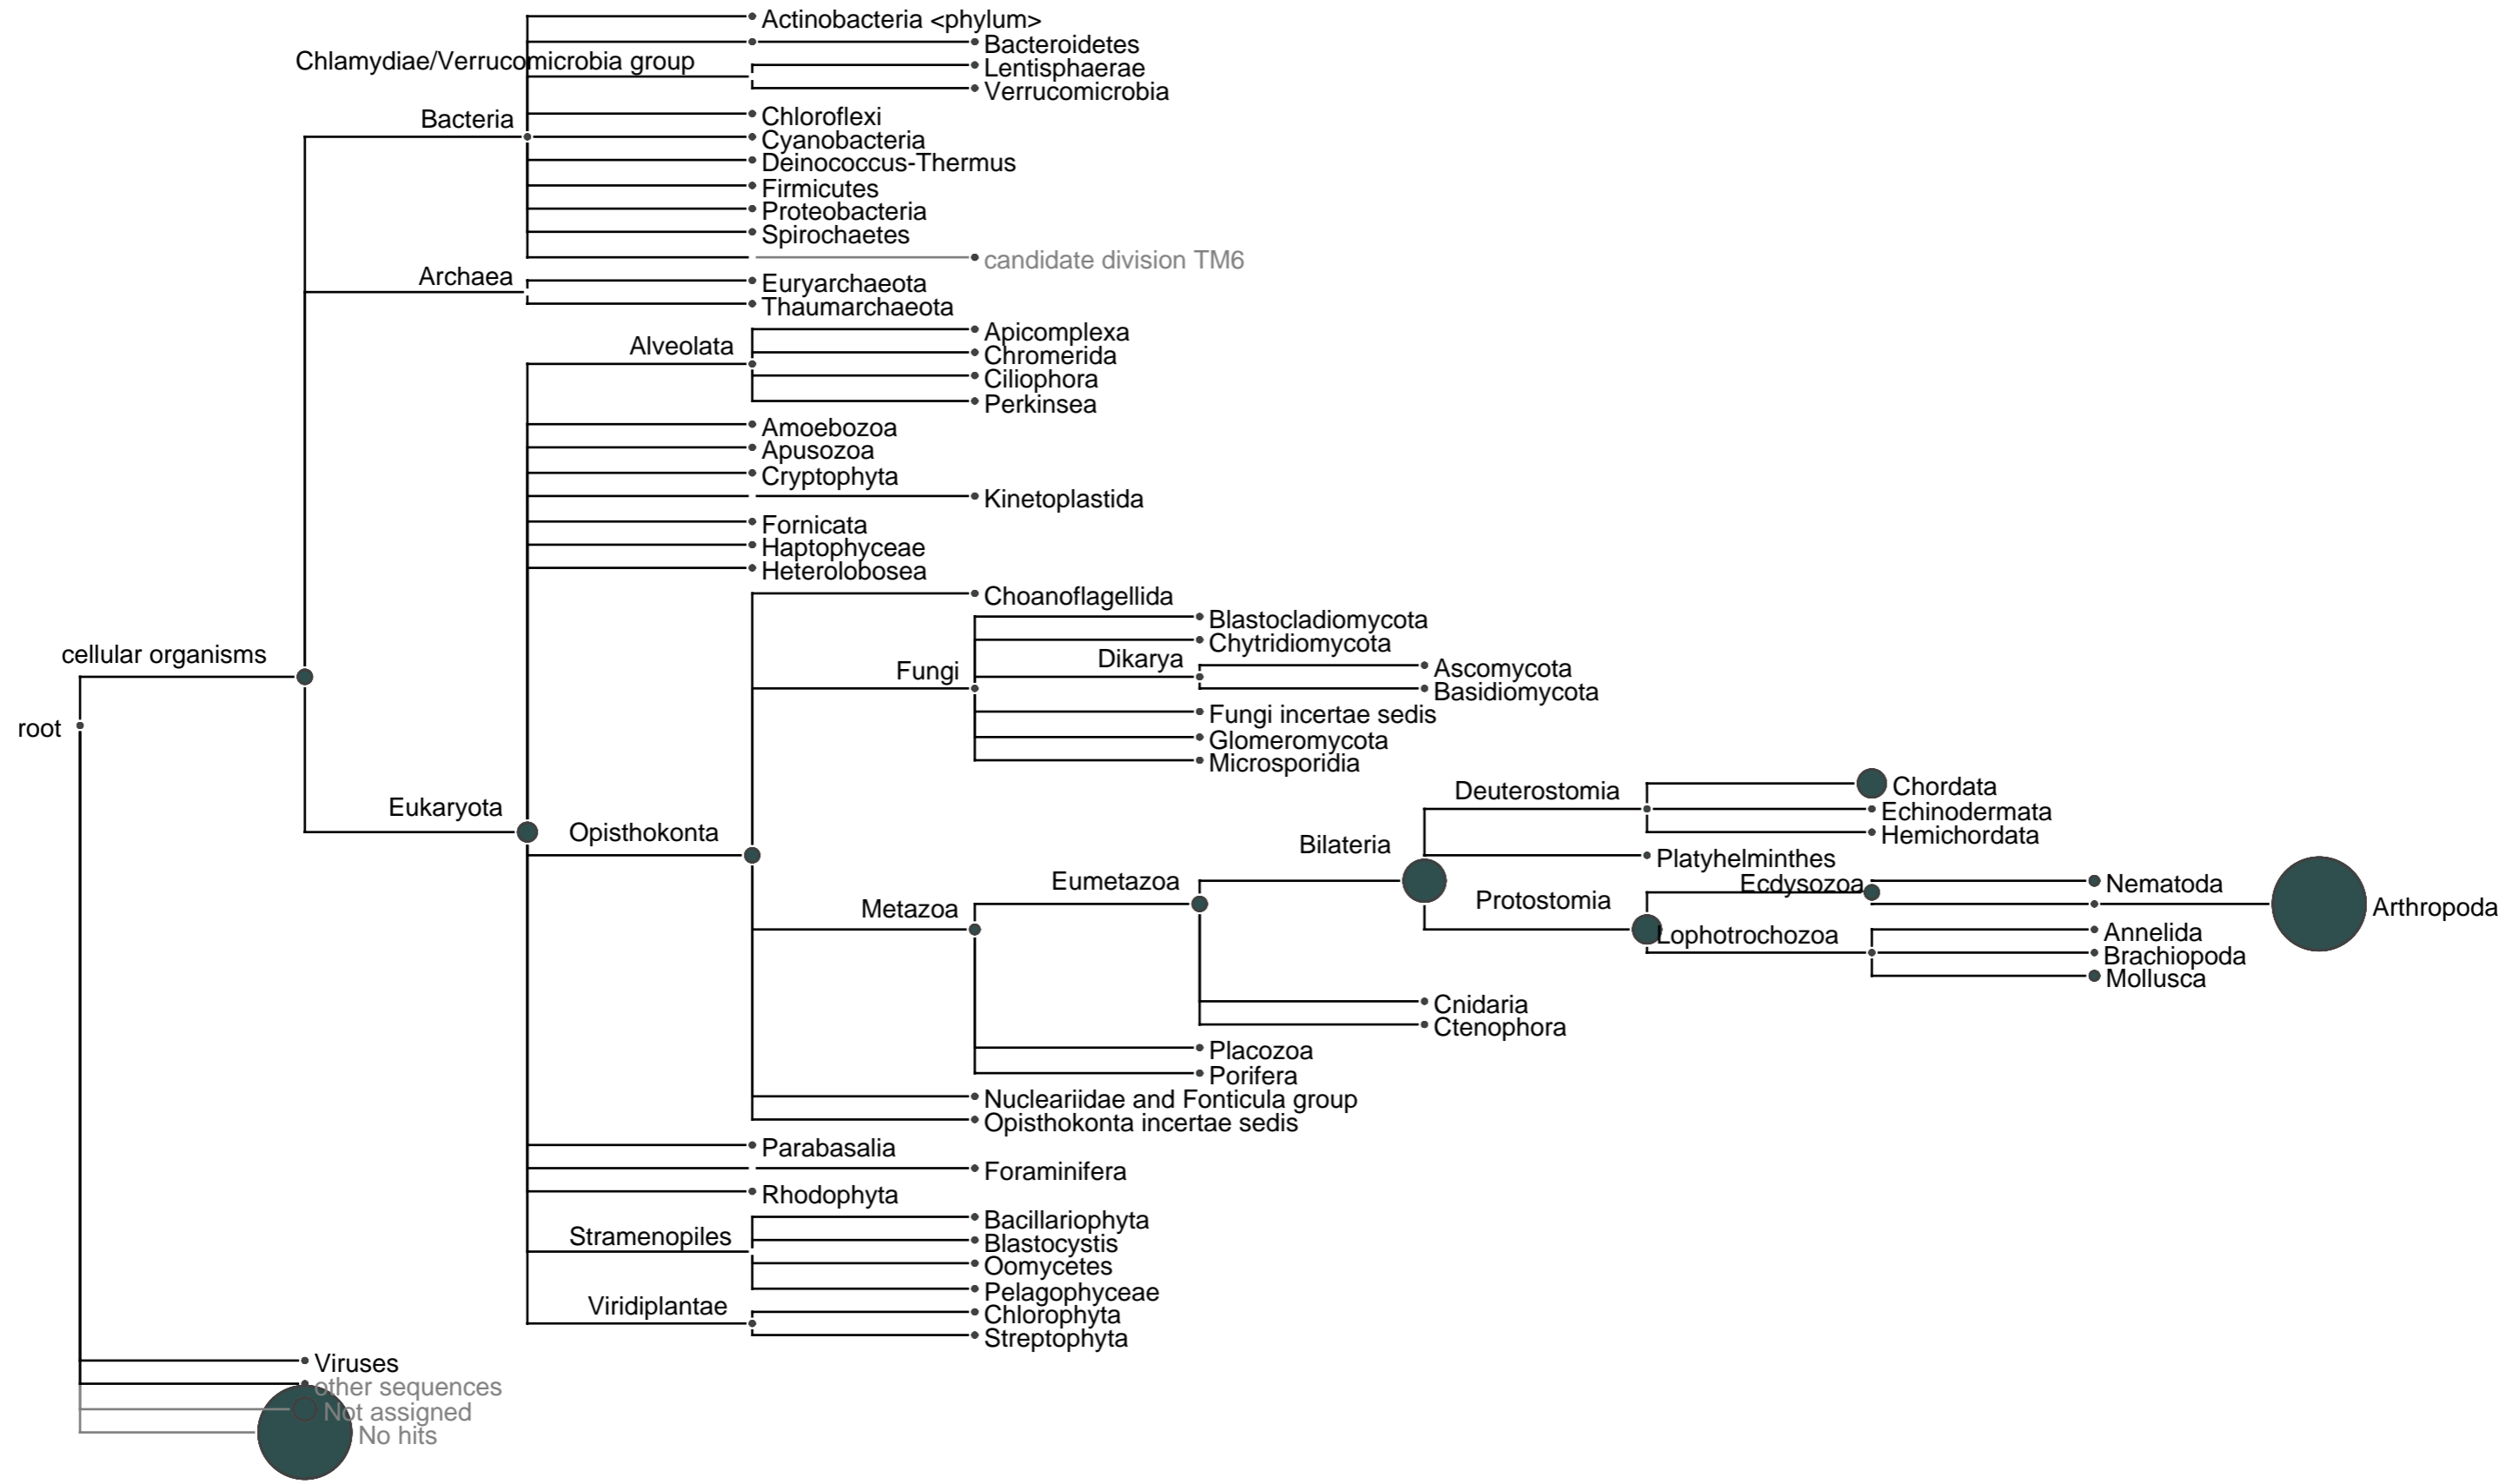 Actinobacteria <phylum>
Bacteroidetes
Chlamydiae/Verrucomicrobia group
Lentisphaerae
Verrucomicrobia
Chloroflexi
Bacteria
Cyanobacteria
Deinococcus-Thermus
Firmicutes
Proteobacteria
Spirochaetes
candidate division TM6
Archaea
Euryarchaeota
Thaumarchaeota
Apicomplexa
Alveolata
Chromerida
Ciliophora
Perkinsea
Amoebozoa
Apusozoa
Cryptophyta
Kinetoplastida
Fornicata
Haptophyceae
Heterolobosea
Choanoflagellida
Blastocladiomycota
Chytridiomycota
cellular organisms
Dikarya
Ascomycota
Fungi
Basidiomycota
Fungi incertae sedis
root
Glomeromycota
Microsporidia
Deuterostomia
Chordata
Eukaryota
Echinodermata
Opisthokonta
Hemichordata
Bilateria
Platyhelminthes
Eumetazoa
Ecdysozoa
Nematoda
Metazoa
Protostomia
Arthropoda
Lophotrochozoa
Annelida
Brachiopoda
Mollusca
Cnidaria
Ctenophora
Placozoa
Porifera
Nucleariidae and Fonticula group
Opisthokonta incertae sedis
Parabasalia
Foraminifera
Rhodophyta
Bacillariophyta
Stramenopiles
Blastocystis
Oomycetes
Pelagophyceae
Viridiplantae
Chlorophyta
Streptophyta
Viruses
other sequences
Not assigned
No hits